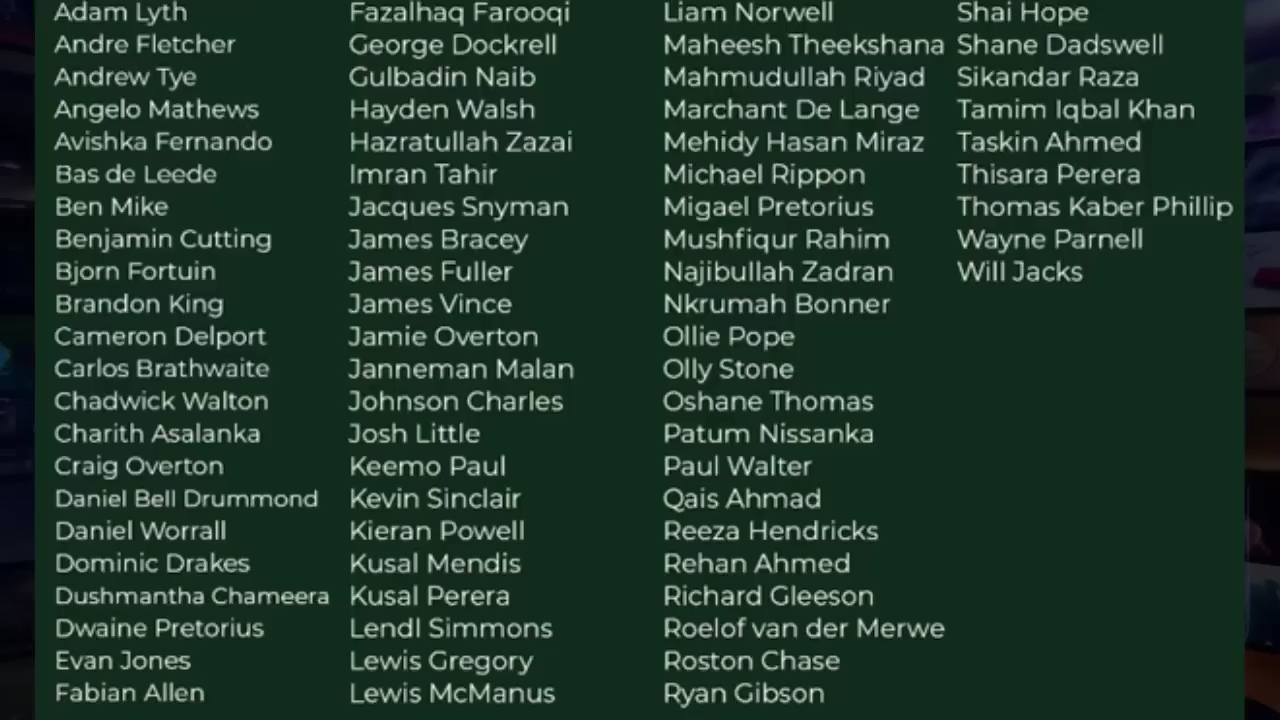 Adam Lyth
Andre Fletcher
Andrew Tye
Angelo Mathews
Avishka Fernando
Bas de Leede
Ben Mike
Benjamin Cutting
Bjorn Fortuin
Brandon King
Cameron Delport
Carlos Brathwaite
Chadwick Walton
Charith Asalanka
Craig Overton
Daniel Bell Drummond
Daniel Worrall
Dominic Drakes
Dushmantha Chameera
Dwaine Pretorius
Evan Jones
Fabian Allen
Fazalhaq Farooqi
George Dockrell
Gulbadin Naib
Hayden Walsh
Hazratullah Zazai
Imran Tahir
Jacques Snyman
James Bracey
James Fuller
James Vince
Jamie Overton
Janneman Malan
Johnson Charles
Josh Little
Keemo Paul
Kevin Sinclair
Kieran Powell
Kusal Mendis
Kusal Perera
Lendl Simmons
Lewis Gregory
Lewis McManus
Liam Norwell
Maheesh Theekshana
Mahmudullah Riyad
Marchant De Lange
Mehidy Hasan Miraz
Michael Rippon
Migael Pretorius
Mushfiqur Rahim
Najibullah Zadran
Nkrumah Bonner
Ollie Pope
Olly Stone
Oshane Thomas
Patum Nissanka
Paul Walter
Qais Ahmad
Reeza Hendricks
Rehan Ahmed
Richard Gleeson
Roelof van der Merwe
Roston Chase
Ryan Gibson
Shai Hope
Shane Dadswell
Sikandar Raza
Tamim Iqbal Khan
Taskin Ahmed
Thisara Perera
Thomas Kaber Phillip
Wayne Parnell
Will Jacks